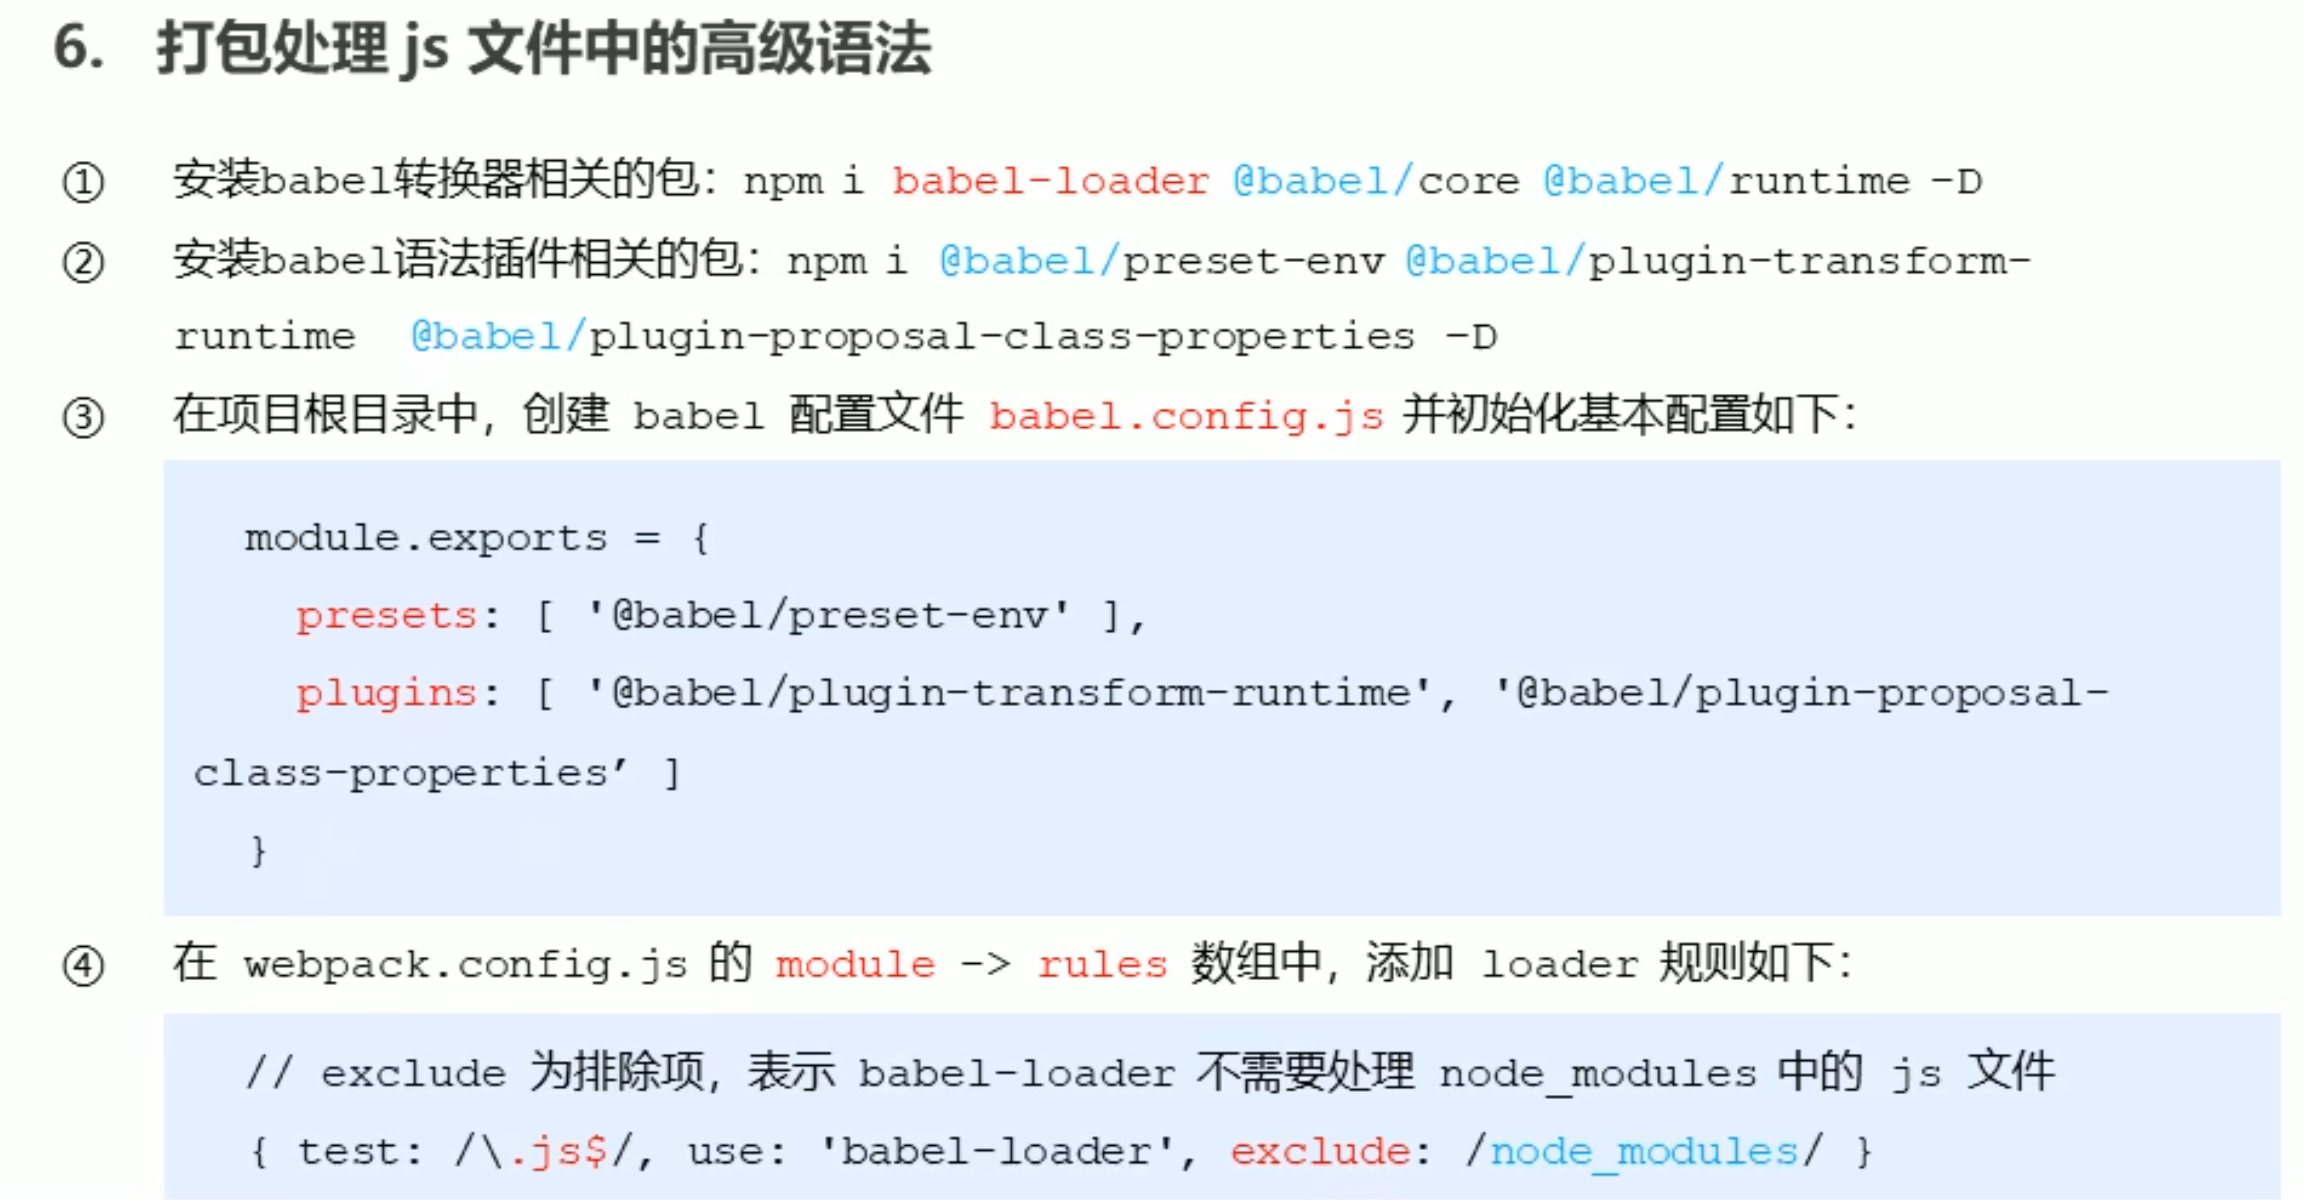 6. 打包处理 js 文件中的高级语法
① 安装babel转换器相关的包：npm i babel-loader @babel/core @babel/runtime -D
② 安装babel语法插件相关的包：npm i @babel/preset-env @babel/plugin-transform-
runtime @babel/plugin-proposal-class-properties -D
③ 在项目根目录中，创建 babel 配置文件 babel.config.js 并初始化基本配置如下：
module.exports = {
presets: [ '@babel/preset-env' ],
plugins: [ '@babel/plugin-transform-runtime', '@babel/plugin-proposal-
class-properties’ ]
}
④ 在 webpack.config.js 的 module -> rules 数组中，添加 loader 规则如下：
// exclude 为排除项，表示 babel-loader 不需要处理 node_modules 中的 js 文件
{ test: /\.js$/, use: 'babel-loader', exclude: /node_modules/ }